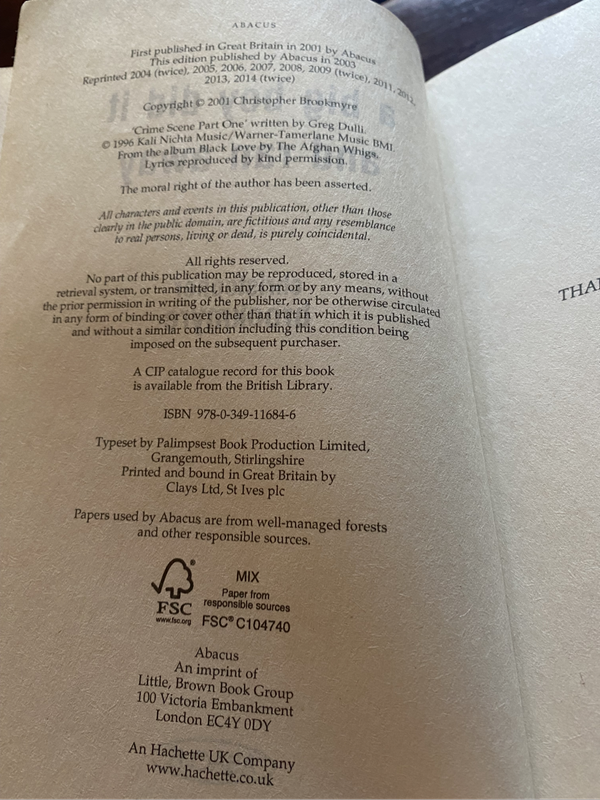 ABACUS
First published in Great Britain in 2001 by Abacus
This edition published by Abacus in 2003
Reprinted 2004 (twice), 2005, 2006, 2007, 2008, 2009 (twice), 2011, 2012,
2013, 2014 (twice)
Copyright © 2001 Christopher Brookmyre
'Crime Scene Part One' written by Greg Dulli.
© 1996 Kali Nichta Music/Warner-Tamerlane Music BMI.
From the album Black Love by The Afghan Whigs.
Lyrics reproduced by kind permission.
The moral right of the author has been asserted.
All characters and events in this publication, other than those
clearly in the public domain, are fictitious and any resemblance
to real persons, living or dead, is purely coincidental.
All rights reserved.
No part of this publication may be reproduced, stored in a
retrieval system, or transmitted, in any form or by any means, without
the prior permission in writing of the publisher, nor be otherwise circulated
in any form of binding or cover other than that in which it is published
and without a similar condition including this condition being
imposed on the subsequent purchaser.
A CIP catalogue record for this book
is available from the British Library.
ISBN 978-0-349-11684-6
Typeset by Palimpsest Book Production Limited,
Grangemouth, Stirlingshire
Printed and bound in Great Britain by
Clays Ltd, St Ives plc
Papers used by Abacus are from well-managed forests
and other responsible sources.
MIX
Paper from
responsible sources
FSC® C104740
FSC
www.fsc.org
Abacus
An imprint of
Little, Brown Book Group
100 Victoria Embankment
London EC4Y 0DY
An Hachette UK Company
www.hachette.co.uk